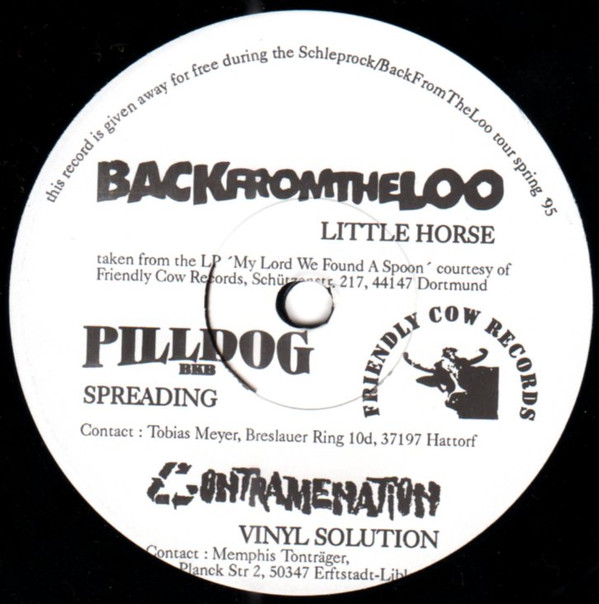 this record is given away for free during the Schleprock/BackFromTheLoo tour spring '95
BACKFROMTHELOO
LITTLE HORSE
taken from the LP ´My Lord We Found A Spoon´ courtesy of
Friendly Cow Records, 217, 44147 Dortmund
PILLDOG
BKB
SPREADING
FRIENDLY COW RECORDS
Contact : Tobias Meyer, Breslauer Ring 10d, 37197 Hattorf
CONTRAMENATION
VINYL SOLUTION
Contact : Memphis Tonträger,
Planck Str 2, 50347